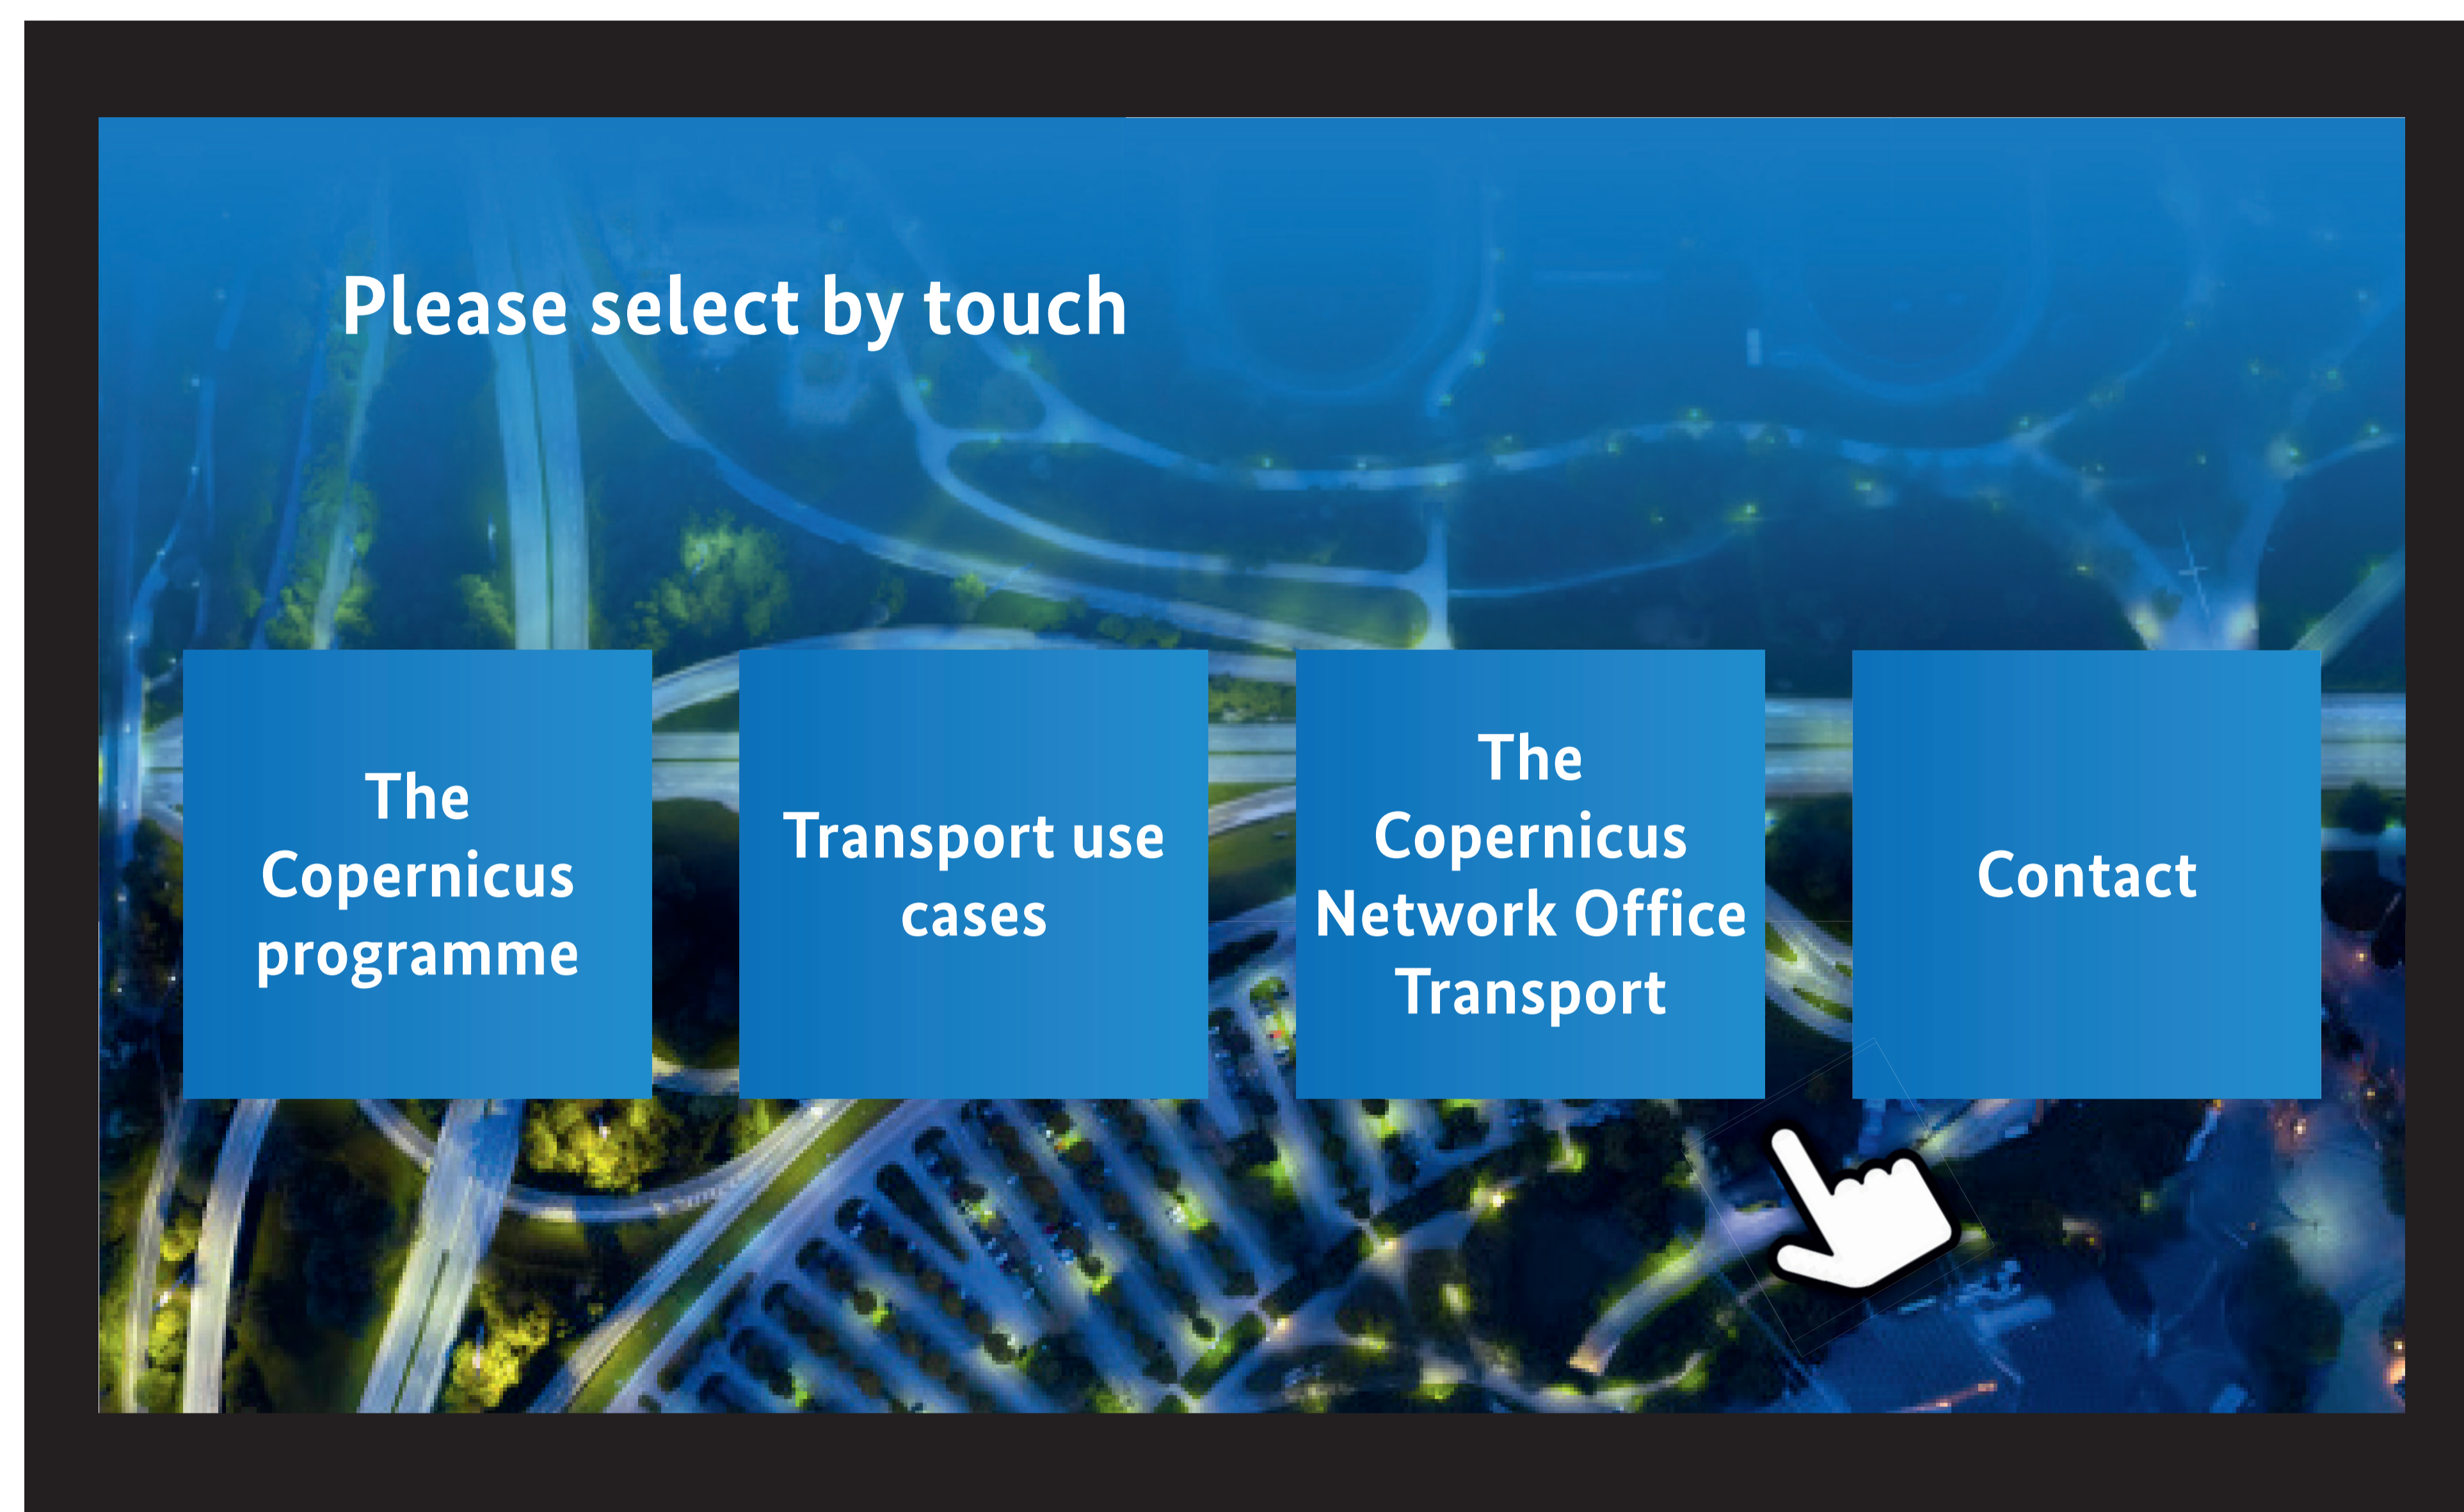 Please select by touch
The
Copernicus
programme
Transport use
cases
The
Copernicus
Network Office
Transport
Contact